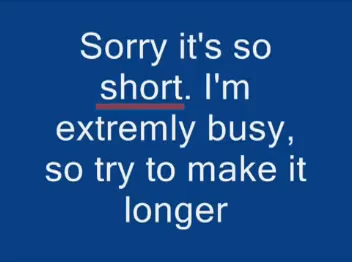 Sorry it's so
short. I'm
extremly busy,
so try to make it
longer